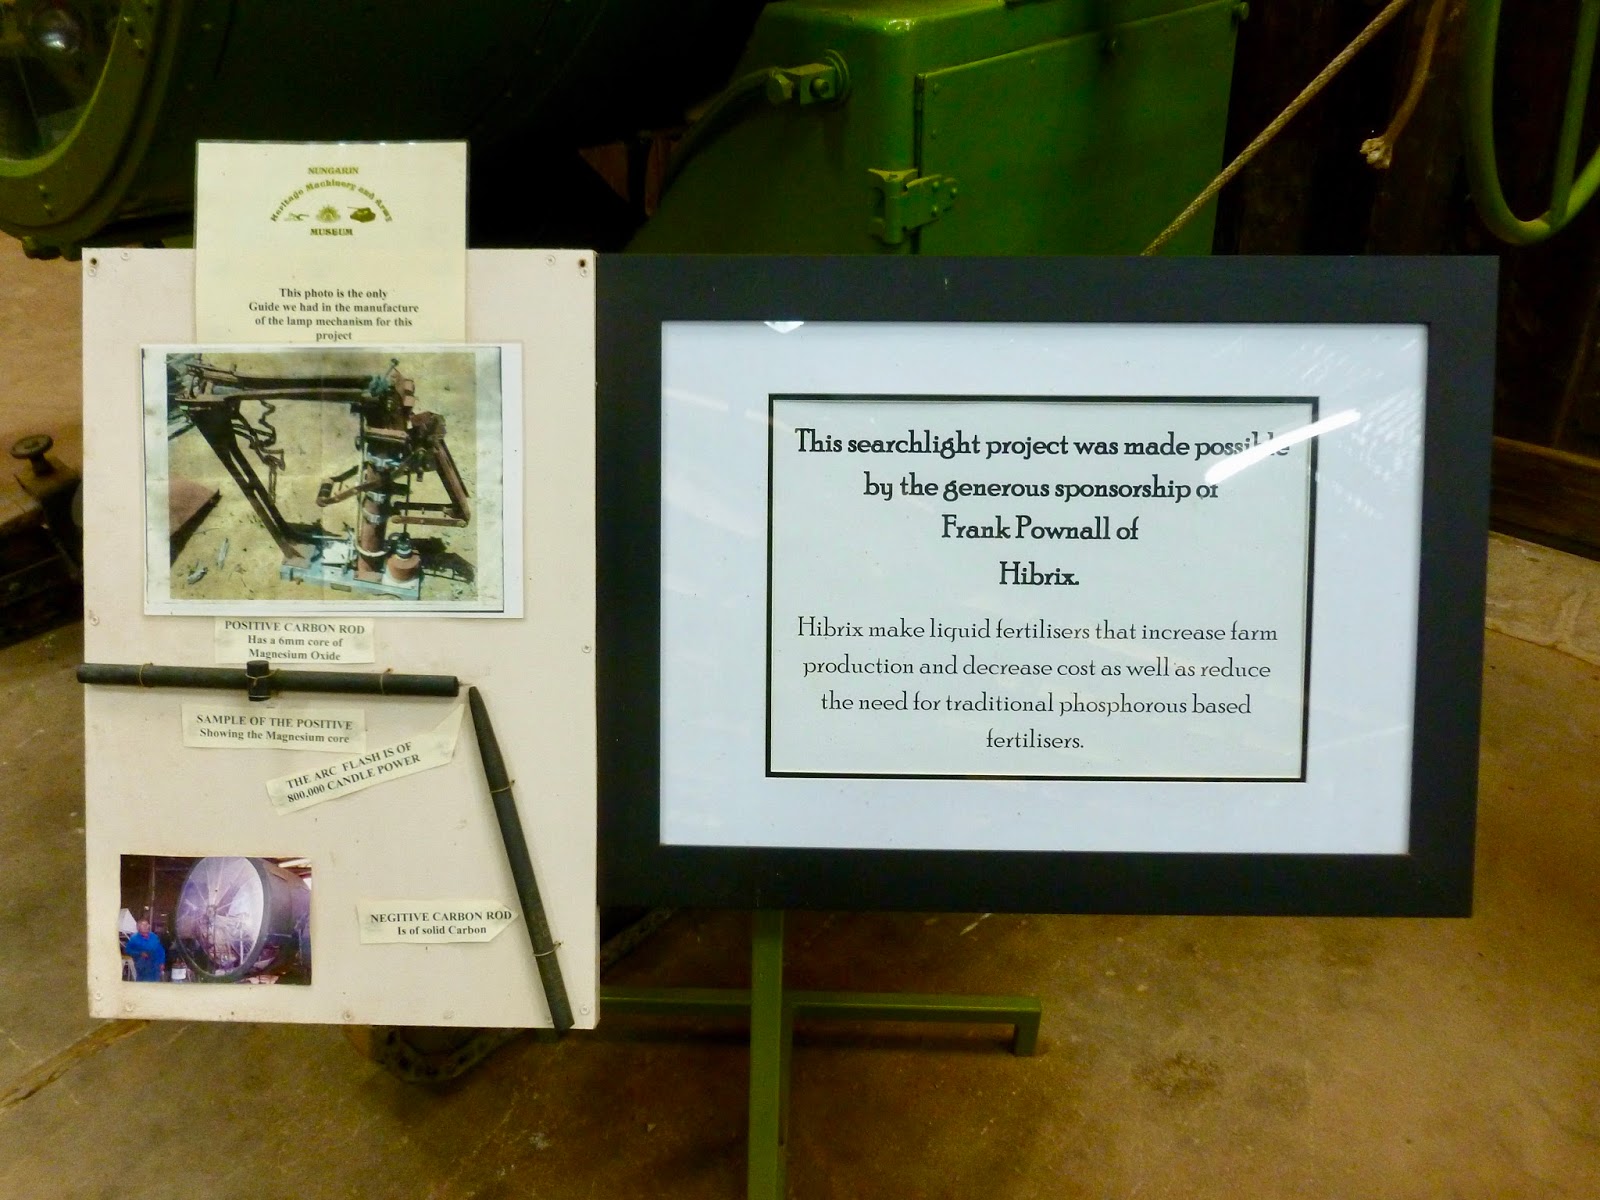 NUNGARIN
Heritage Machinery and Army
MUSEUM
This photo is the only
Guide we had in the manufacture
of the lamp mechanism for this
project
POSITIVE CARBON ROD
Has a 6mm core of
Magnesium Oxide
SAMPLE OF THE POSITIVE
Showing the Magnesium core
THE ARC FLASH IS OF
800,000 CANDLE POWER
NEGITIVE CARBON ROD
Is of solid Carbon
This searchlight project was made possible
by the generous sponsorship of
Frank Pownall of
Hibrix.
Hibrix make liquid fertilisers that increase farm
production and decrease cost as well as reduce
the need for traditional phosphorous based
fertilisers.